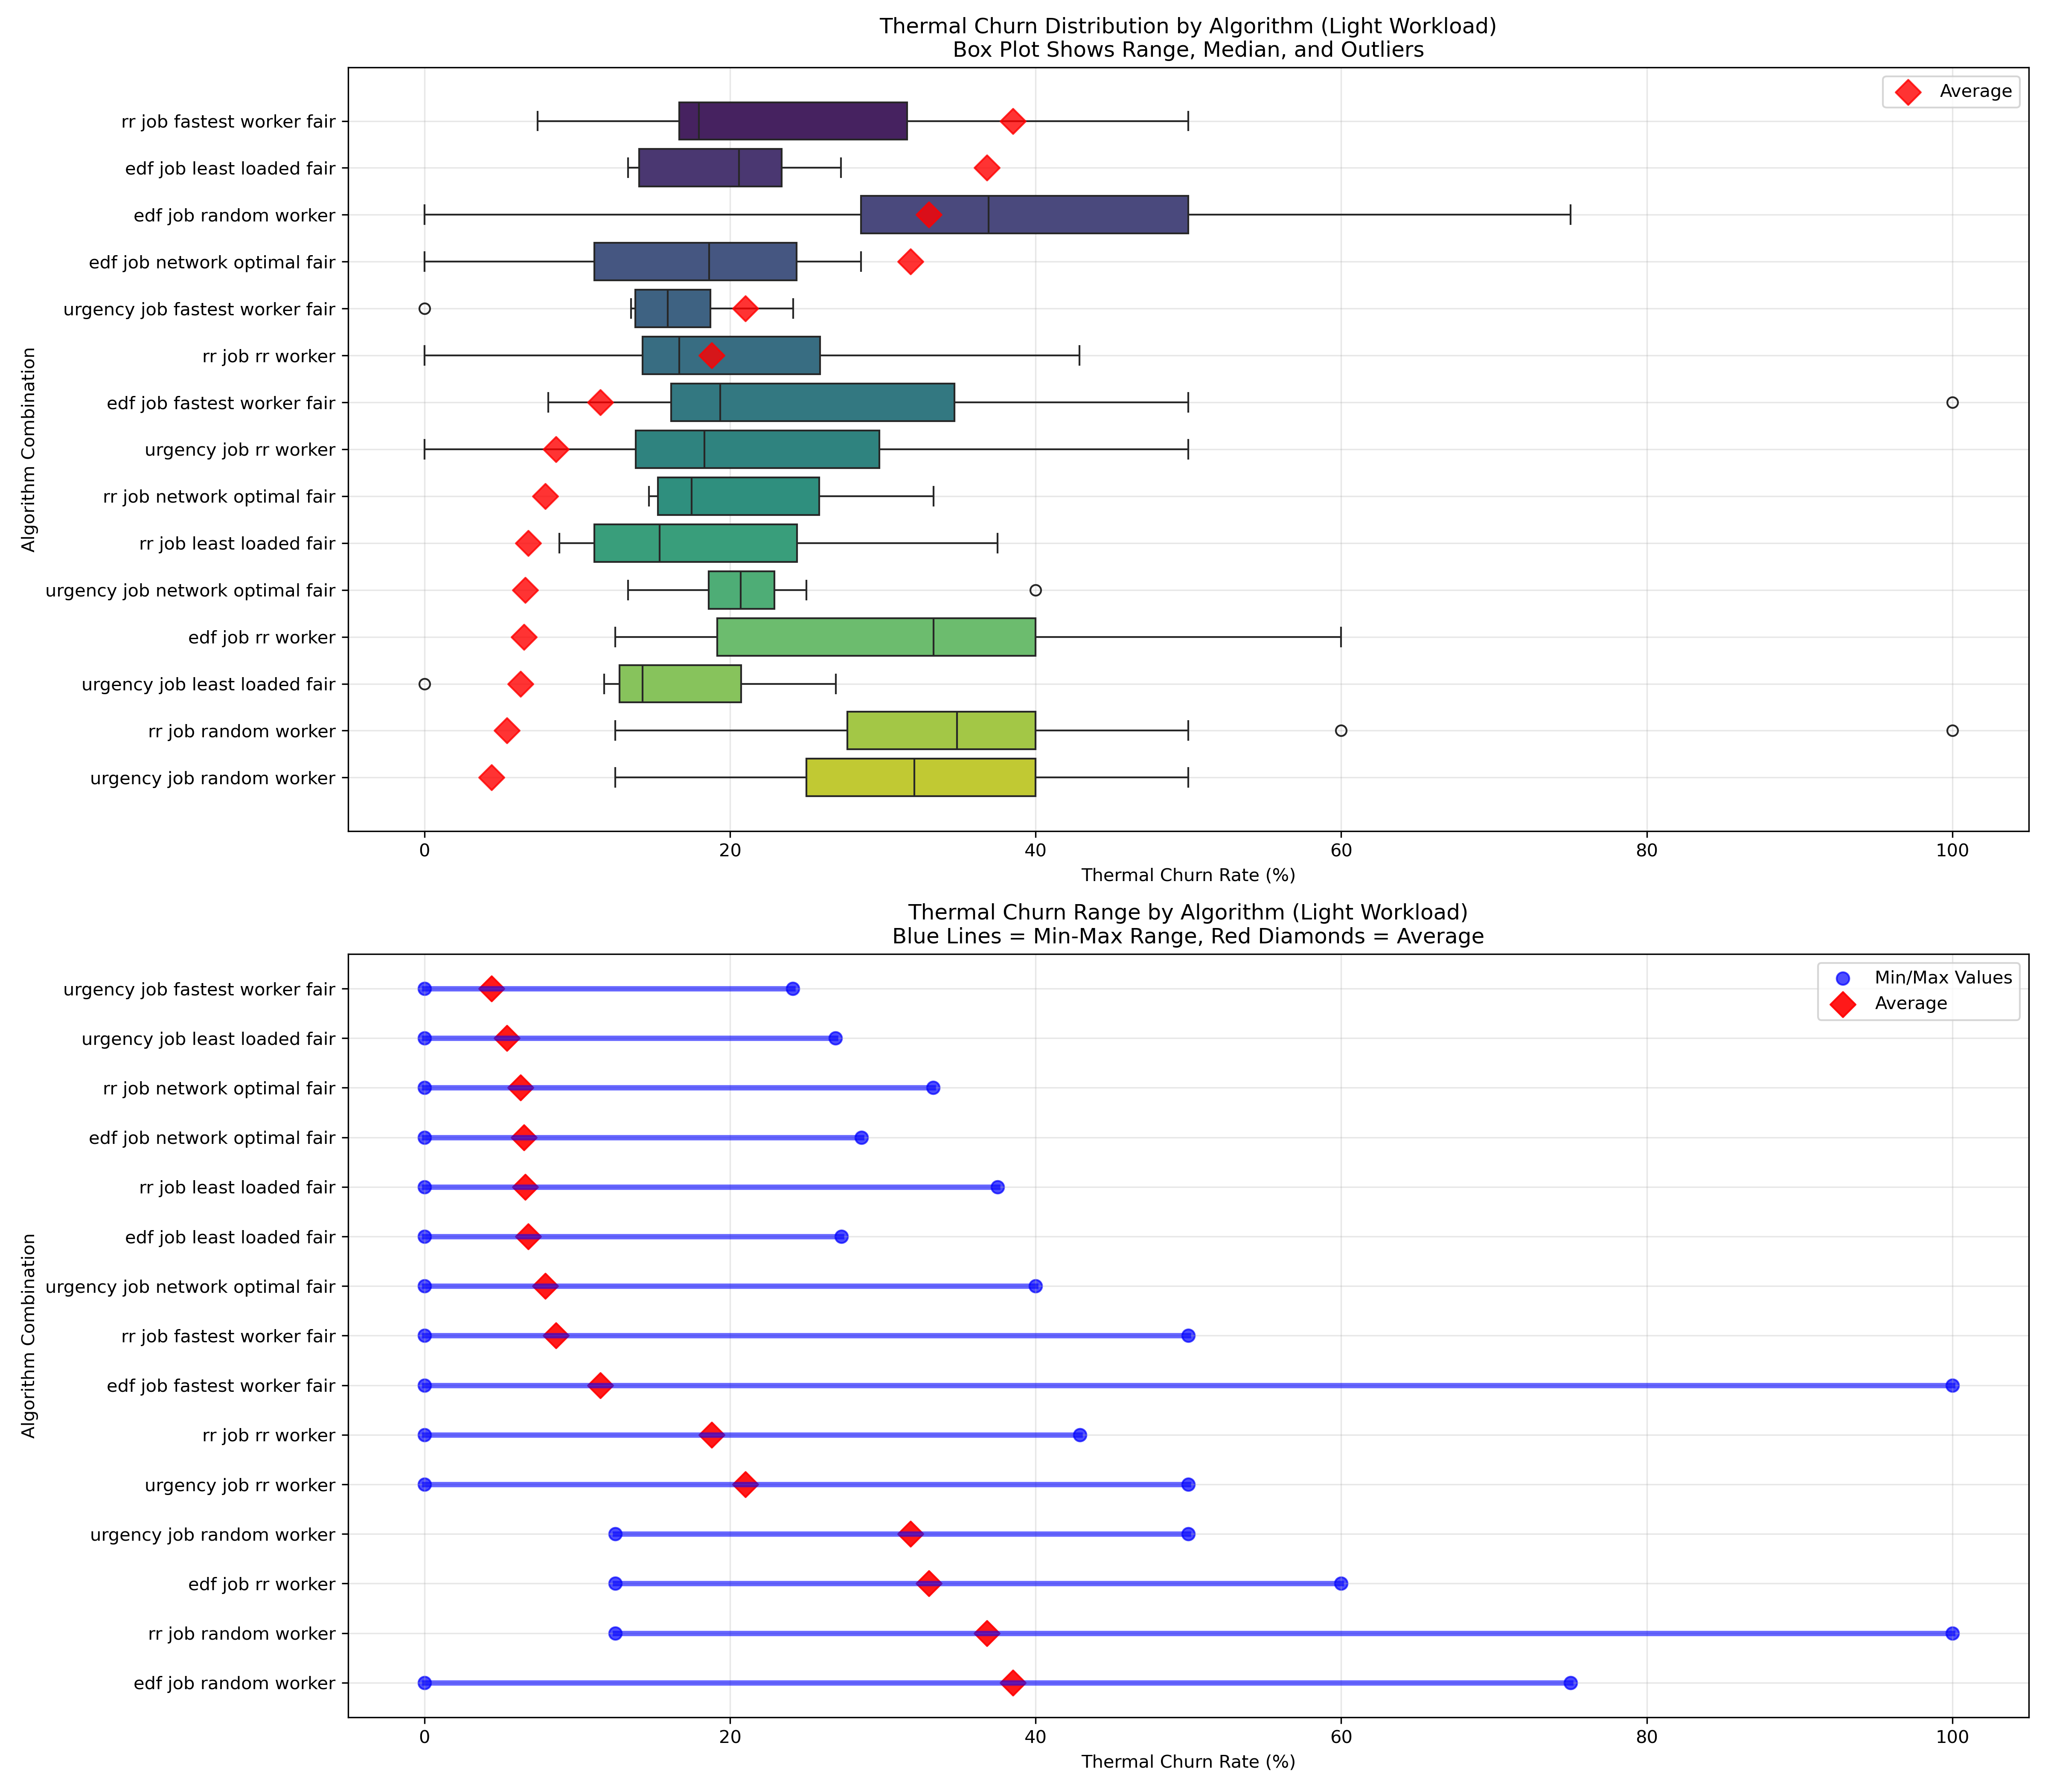 Thermal Churn Distribution by Algorithm (Light Workload)
Box Plot Shows Range, Median, and Outliers
Average
Algorithm Combination
rr job fastest worker fair
edf job least loaded fair
edf job random worker
edf job network optimal fair
urgency job fastest worker fair
rr job rr worker
edf job fastest worker fair
urgency job rr worker
rr job network optimal fair
rr job least loaded fair
urgency job network optimal fair
edf job rr worker
urgency job least loaded fair
rr job random worker
urgency job random worker
0 20 40 60 80 100
Thermal Churn Rate (%)
Thermal Churn Range by Algorithm (Light Workload)
Blue Lines = Min-Max Range, Red Diamonds = Average
Min/Max Values
Average
Algorithm Combination
urgency job fastest worker fair
urgency job least loaded fair
rr job network optimal fair
edf job network optimal fair
rr job least loaded fair
edf job least loaded fair
urgency job network optimal fair
rr job fastest worker fair
edf job fastest worker fair
rr job rr worker
urgency job rr worker
urgency job random worker
edf job rr worker
rr job random worker
edf job random worker
0 20 40 60 80 100
Thermal Churn Rate (%)